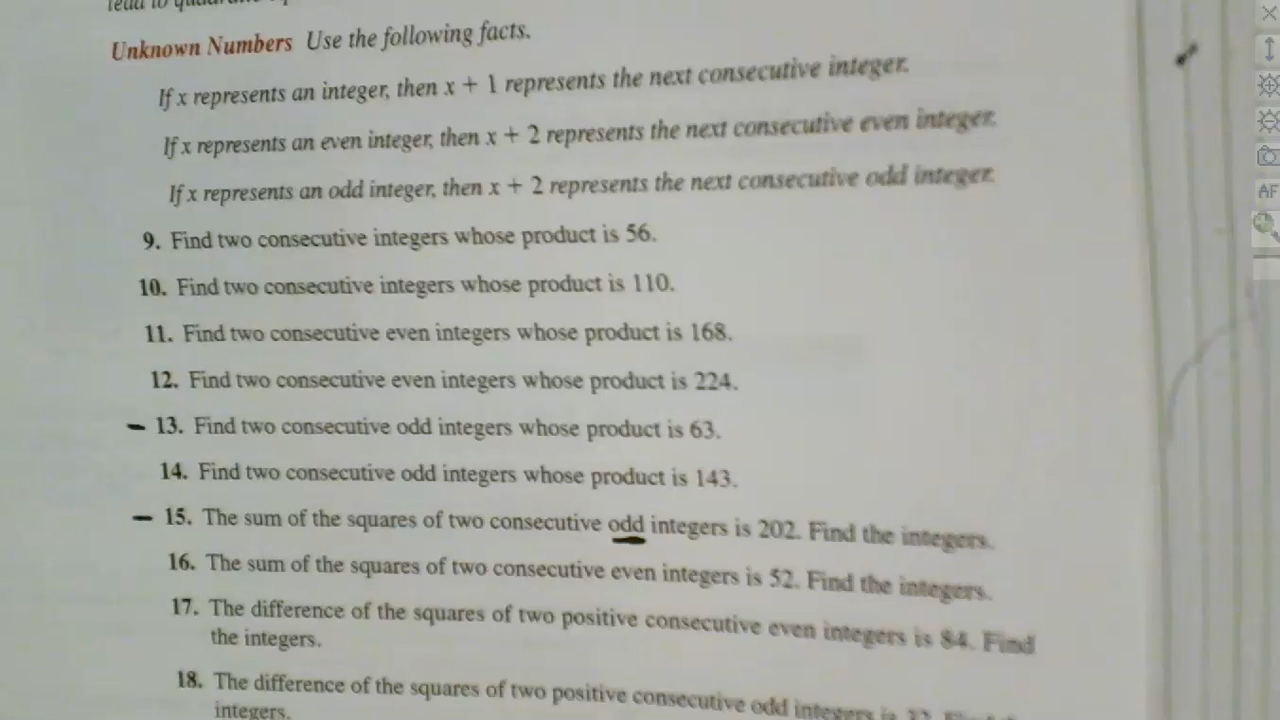 lead to
Unknown Numbers Use the following facts.
If x represents an integer, then x + 1 represents the next consecutive integer.
If x represents an even integer, then x + 2 represents the next consecutive even integer.
If x represents an odd integer, then x + 2 represents the next consecutive odd integer.
9. Find two consecutive integers whose product is 56.
10. Find two consecutive integers whose product is 110.
11. Find two consecutive even integers whose product is 168.
12. Find two consecutive even integers whose product is 224.
13. Find two consecutive odd integers whose product is 63.
14. Find two consecutive odd integers whose product is 143.
15. The sum of the squares of two consecutive odd integers is 202. Find the integers.
16. The sum of the squares of two consecutive even integers is 52. Find the integers.
17. The difference of the squares of two positive consecutive even integers is 84. Find
the integers.
18. The difference of the squares of two positive consecutive odd integers is
integers.
AF